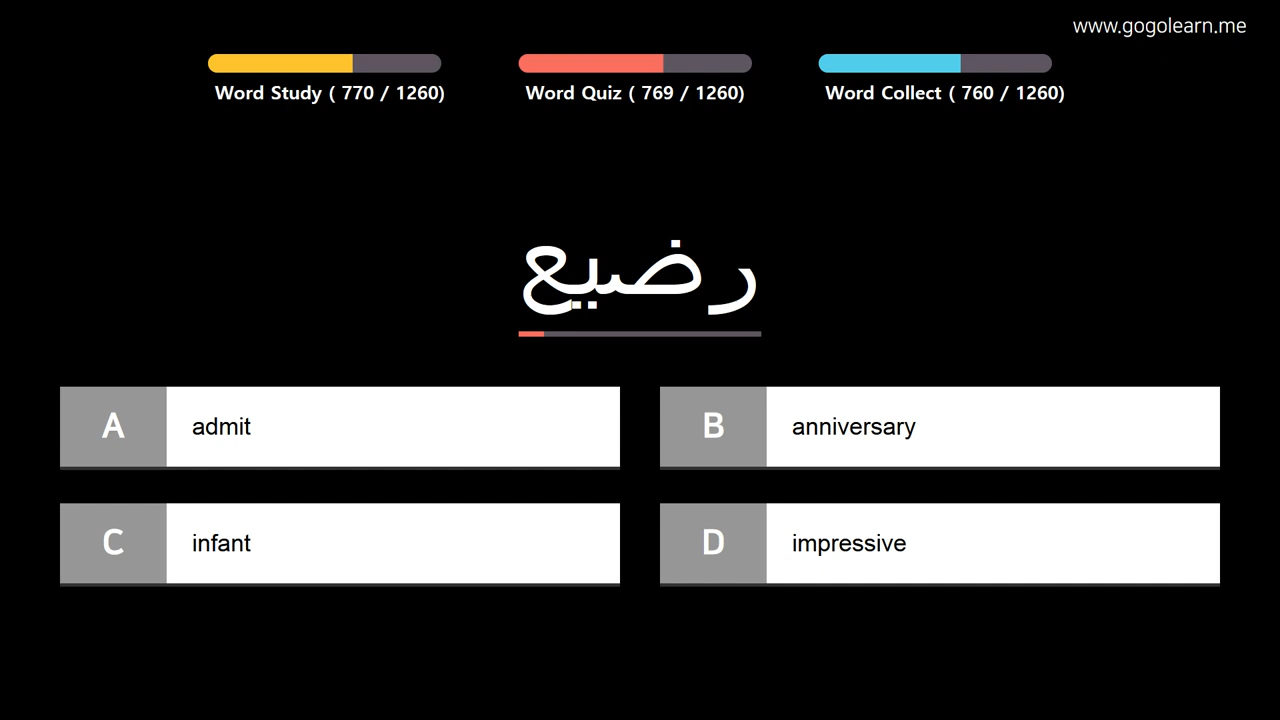 www.gogolearn.me
Word Study ( 770 / 1260)
Word Quiz ( 769 / 1260)
Word Collect ( 760 / 1260)
رضيع
A admit
B anniversary
C infant
D impressive